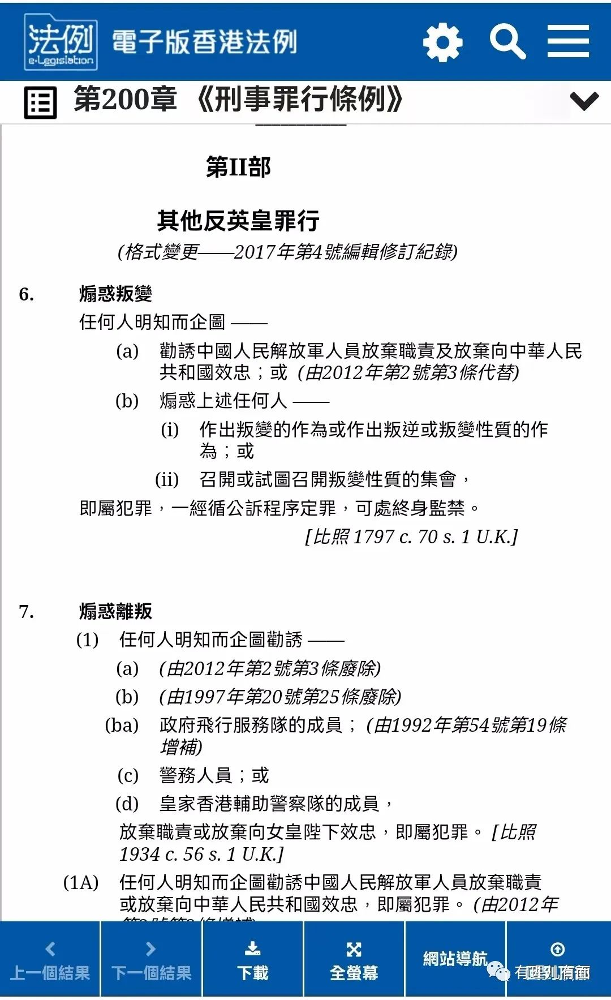 法例
e-Legislation
電子版香港法例
第200章 《刑事罪行條例》
第II部
其他反英皇罪行
(格式變更——2017年第4號編輯修訂紀錄)
6. 煽惑叛變
任何人明知而企圖 ——
(a) 勸誘中國人民解放軍人員放棄職責及放棄向中華人民
共和國效忠；或 (由2012年第2號第3條代替)
(b) 煽惑上述任何人 ——
(i) 作出叛變的作為或作出叛逆或叛變性質的作
為；或
(ii) 召開或試圖召開叛變性質的集會，
即屬犯罪，一經循公訴程序定罪，可處終身監禁。
[比照 1797 c. 70 s. 1 U.K.]
7. 煽惑離叛
(1) 任何人明知而企圖勸誘 ——
(a) (由2012年第2號第3條廢除)
(b) (由1997年第20號第25條廢除)
(ba) 政府飛行服務隊的成員； (由1992年第54號第19條
增補)
(c) 警務人員；或
(d) 皇家香港輔助警察隊的成員，
放棄職責或放棄向女皇陛下效忠，即屬犯罪。 [比照
1934 c. 56 s. 1 U.K.]
(1A) 任何人明知而企圖勸誘中國人民解放軍人員放棄職責
或放棄向中華人民共和國效忠，即屬犯罪。 (由2012年
上一個結果
下一個結果
下載
全螢幕
網站導航